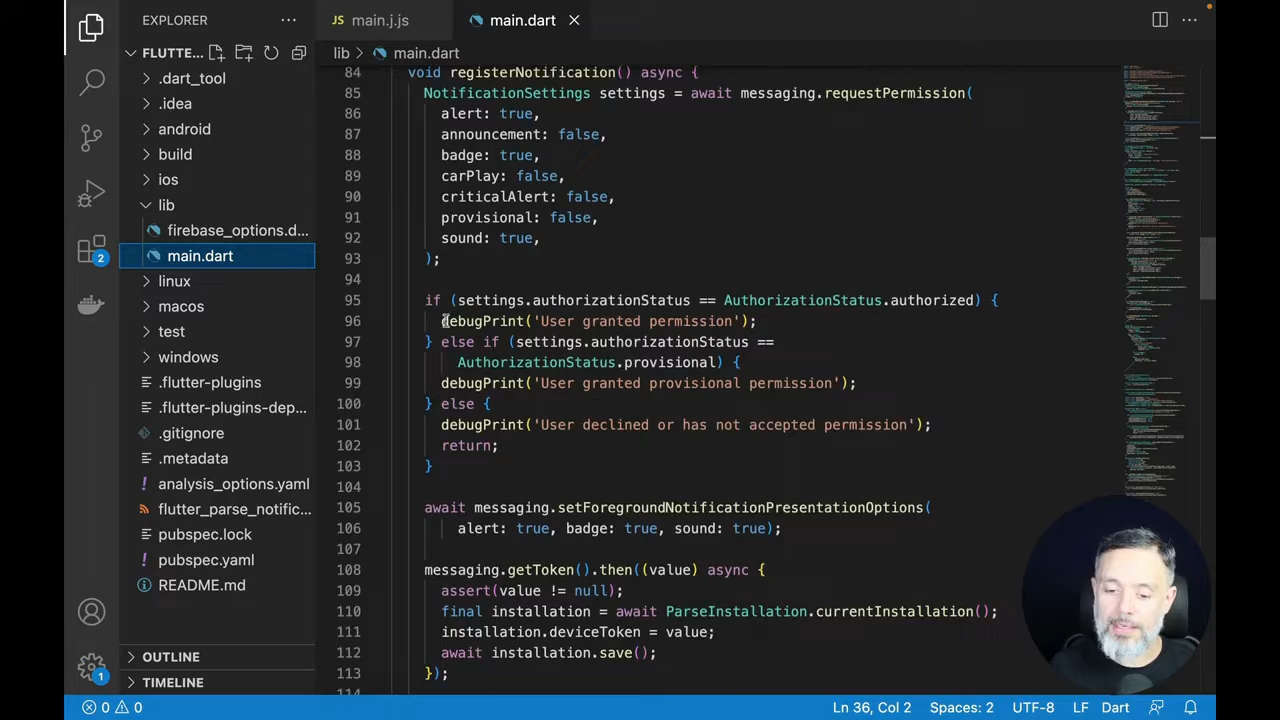 EXPLORER
JS main.j.js
main.dart
FLUTTE...
lib
main.dart
.dart_tool
.idea
android
build
ios
lib
firebase_options.d...
main.dart
linux
macos
test
windows
.flutter-plugins
.flutter-plugins-dep...
.gitignore
.metadata
analysis_options.yaml
flutter_parse_notific...
pubspec.lock
pubspec.yaml
README.md
OUTLINE
TIMELINE
2
1
84 void registerNotification() async {
85 NotificationSettings settings = await messaging.requestPermission(
86 alert: true,
87 announcement: false,
88 badge: true,
89 carPlay: false,
90 criticalAlert: false,
91 provisional: false,
92 sound: true,
93 );
94
95 if (settings.authorizationStatus == AuthorizationStatus.authorized) {
96 debugPrint('User granted permission');
97 } else if (settings.authorizationStatus ==
98 AuthorizationStatus.provisional) {
99 debugPrint('User granted provisional permission');
100 } else {
101 debugPrint('User declined or has not accepted permission');
102 return;
103 }
104
105 await messaging.setForegroundNotificationPresentationOptions(
106 alert: true, badge: true, sound: true);
107
108 messaging.getToken().then((value) async {
109 assert(value != null);
110 final installation = await ParseInstallation.currentInstallation();
111 installation.deviceToken = value;
112 await installation.save();
113 });
114
0 0
Ln 36, Col 2
Spaces: 2
UTF-8
LF
Dart